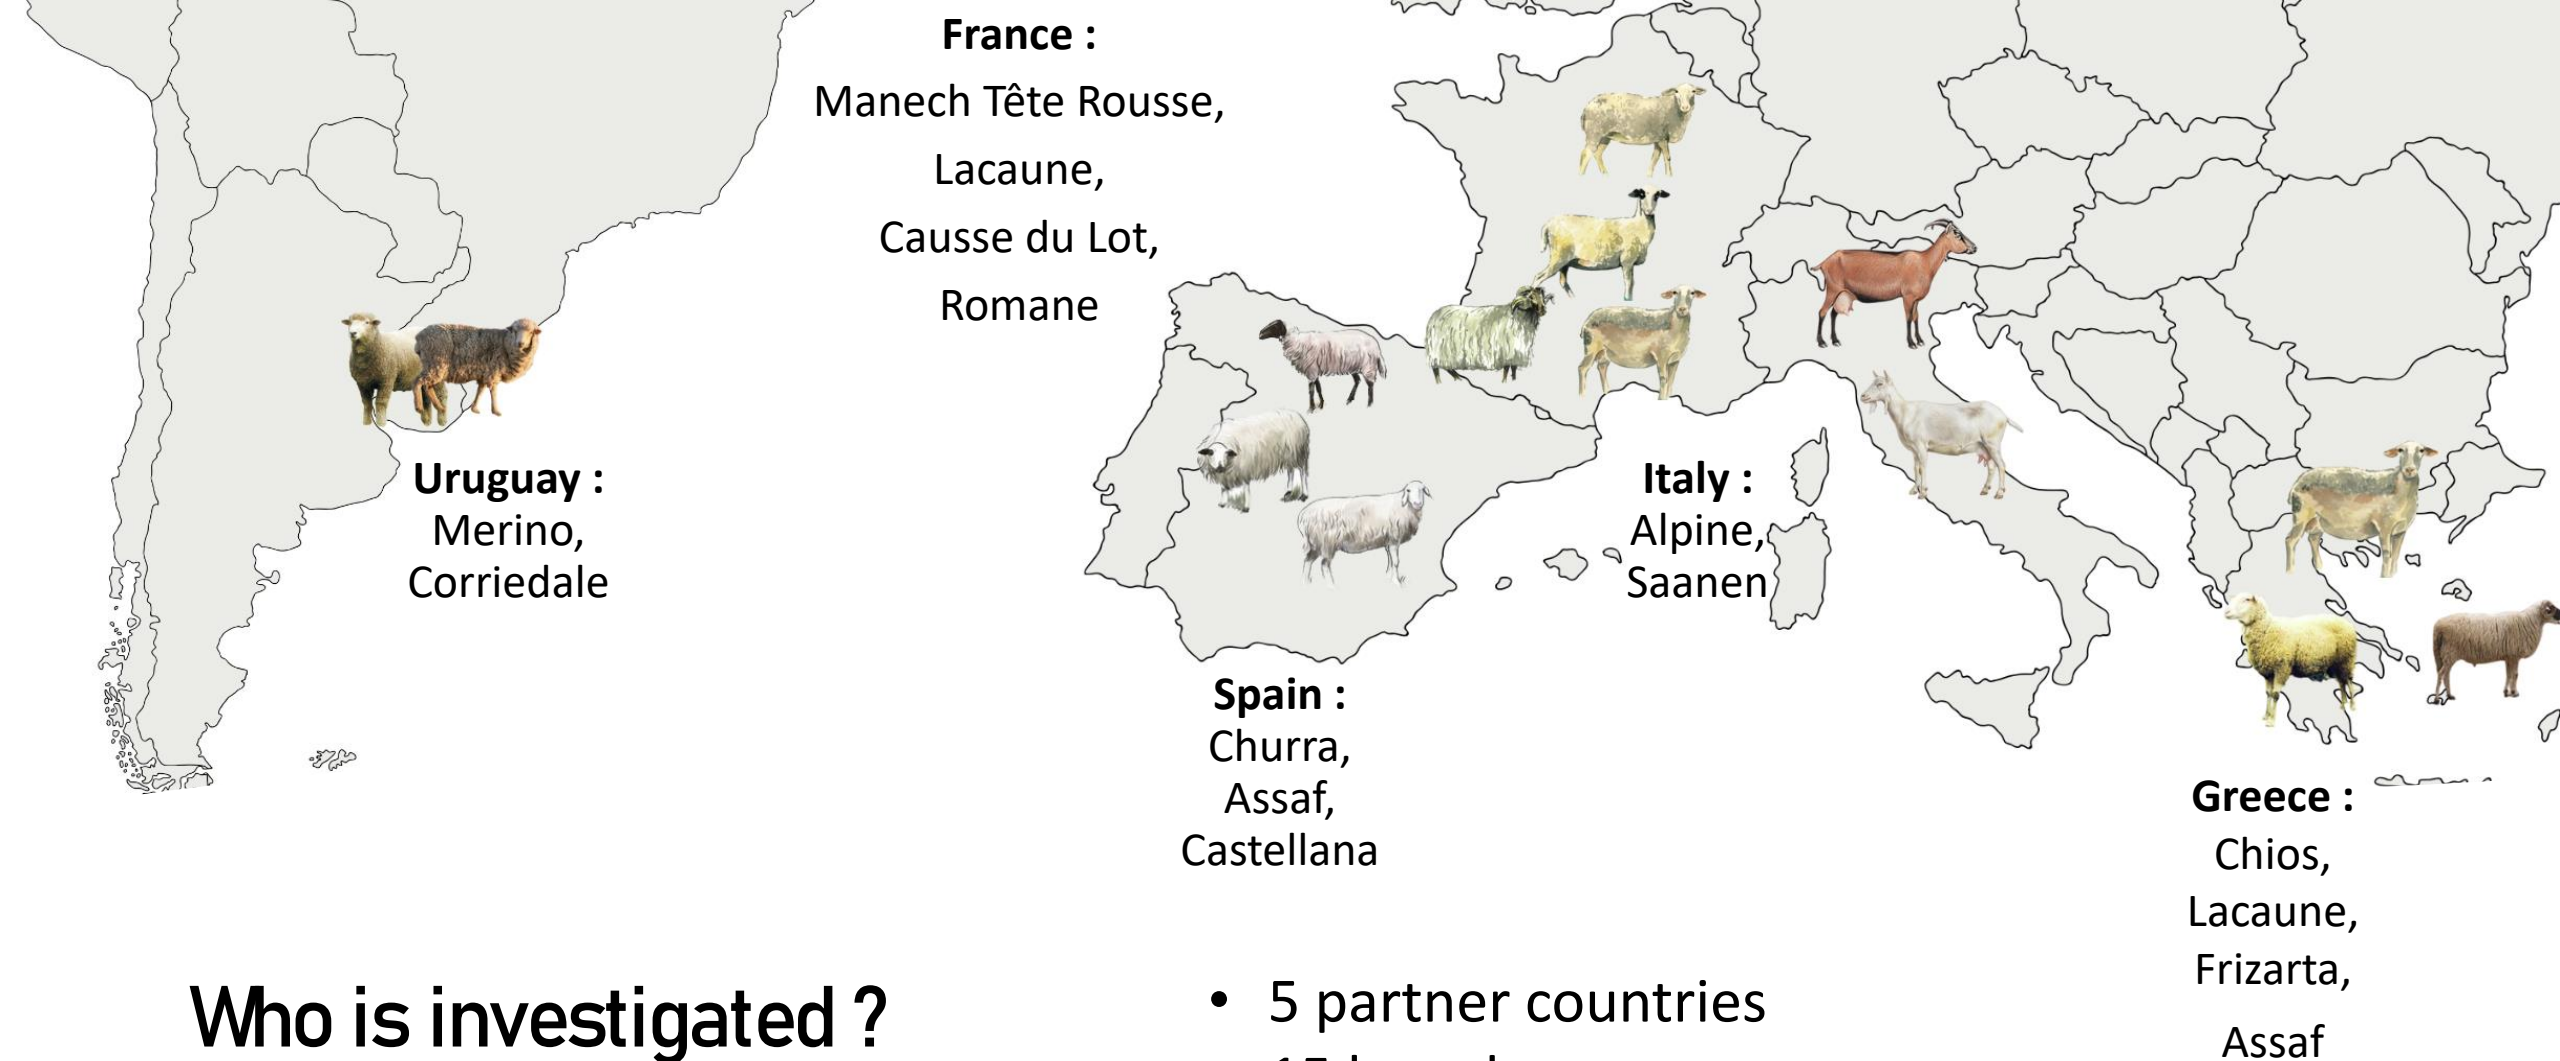 France :
Manech Tête Rousse,
Lacaune,
Causse du Lot,
Romane
Uruguay :
Merino,
Corriedale
Italy :
Alpine,
Saanen
Spain :
Churra,
Assaf,
Castellana
Greece :
Chios,
Lacaune,
Frizarta,
Assaf
Who is investigated ?
• 5 partner countries